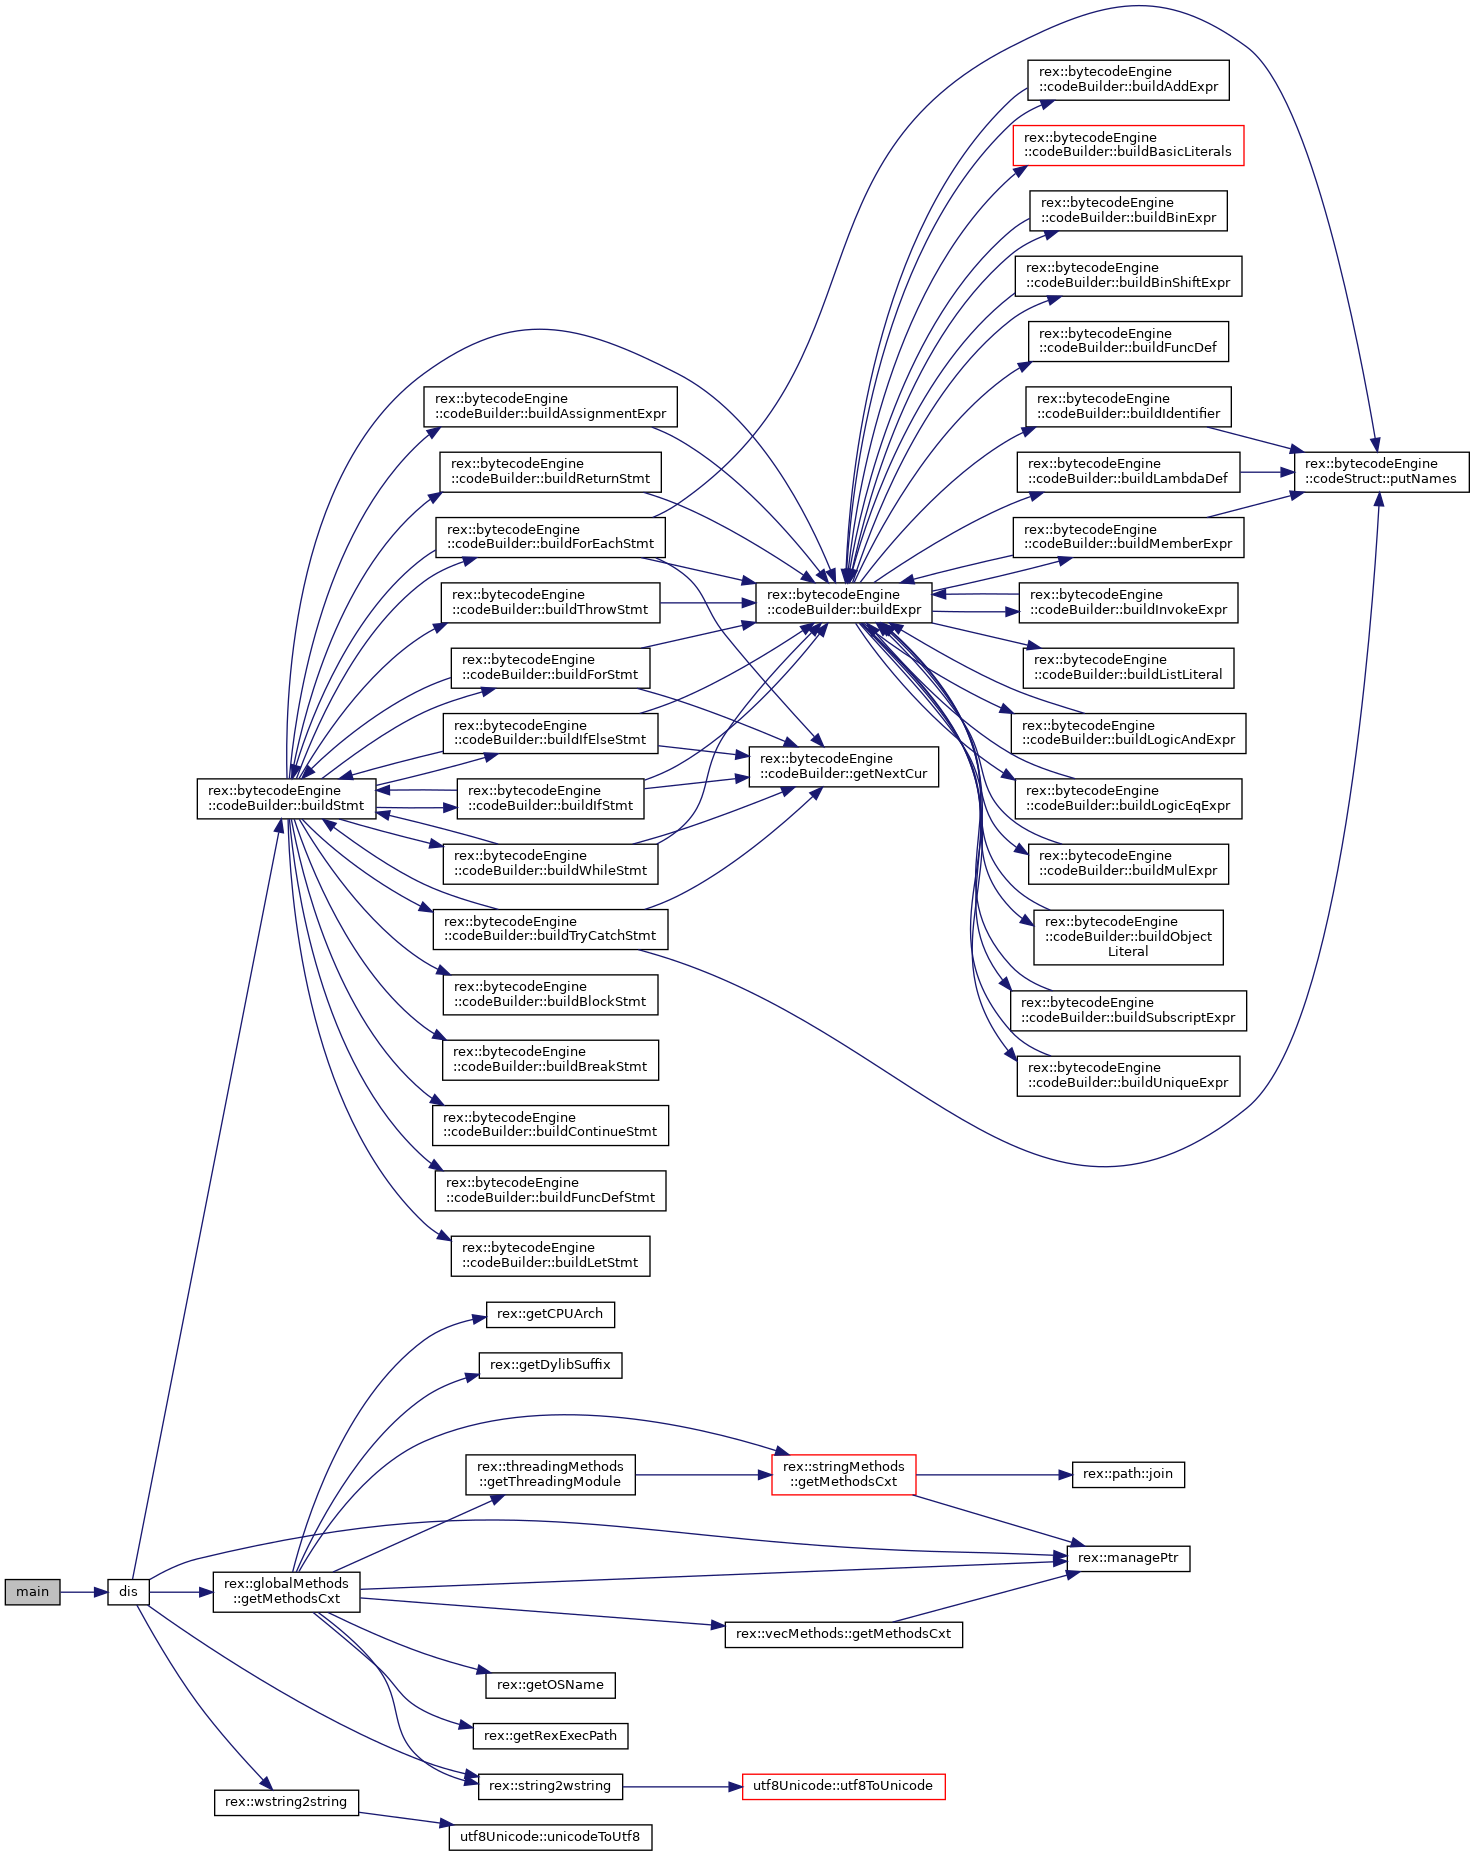 main
dis
rex::bytecodeEngine
::codeBuilder::buildStmt
rex::bytecodeEngine
::codeBuilder::buildAssignmentExpr
rex::bytecodeEngine
::codeBuilder::buildReturnStmt
rex::bytecodeEngine
::codeBuilder::buildForEachStmt
rex::bytecodeEngine
::codeBuilder::buildThrowStmt
rex::bytecodeEngine
::codeBuilder::buildForStmt
rex::bytecodeEngine
::codeBuilder::buildIfElseStmt
rex::bytecodeEngine
::codeBuilder::buildIfStmt
rex::bytecodeEngine
::codeBuilder::buildWhileStmt
rex::bytecodeEngine
::codeBuilder::buildTryCatchStmt
rex::bytecodeEngine
::codeBuilder::buildBlockStmt
rex::bytecodeEngine
::codeBuilder::buildBreakStmt
rex::bytecodeEngine
::codeBuilder::buildContinueStmt
rex::bytecodeEngine
::codeBuilder::buildFuncDefStmt
rex::bytecodeEngine
::codeBuilder::buildLetStmt
rex::bytecodeEngine
::codeBuilder::buildExpr
rex::bytecodeEngine
::codeBuilder::getNextCur
rex::bytecodeEngine
::codeBuilder::buildAddExpr
rex::bytecodeEngine
::codeBuilder::buildBasicLiterals
rex::bytecodeEngine
::codeBuilder::buildBinExpr
rex::bytecodeEngine
::codeBuilder::buildBinShiftExpr
rex::bytecodeEngine
::codeBuilder::buildFuncDef
rex::bytecodeEngine
::codeBuilder::buildIdentifier
rex::bytecodeEngine
::codeBuilder::buildLambdaDef
rex::bytecodeEngine
::codeBuilder::buildMemberExpr
rex::bytecodeEngine
::codeBuilder::buildInvokeExpr
rex::bytecodeEngine
::codeBuilder::buildListLiteral
rex::bytecodeEngine
::codeBuilder::buildLogicAndExpr
rex::bytecodeEngine
::codeBuilder::buildLogicEqExpr
rex::bytecodeEngine
::codeBuilder::buildMulExpr
rex::bytecodeEngine
::codeBuilder::buildObject
Literal
rex::bytecodeEngine
::codeBuilder::buildSubscriptExpr
rex::bytecodeEngine
::codeBuilder::buildUniqueExpr
rex::bytecodeEngine
::codeStruct::putNames
rex::globalMethods
::getMethodsCxt
rex::getCPUArch
rex::getDylibSuffix
rex::threadingMethods
::getThreadingModule
rex::stringMethods
::getMethodsCxt
rex::path::join
rex::managePtr
rex::vecMethods::getMethodsCxt
rex::getOSName
rex::getRexExecPath
rex::string2wstring
utf8Unicode::utf8ToUnicode
rex::wstring2string
utf8Unicode::unicodeToUtf8